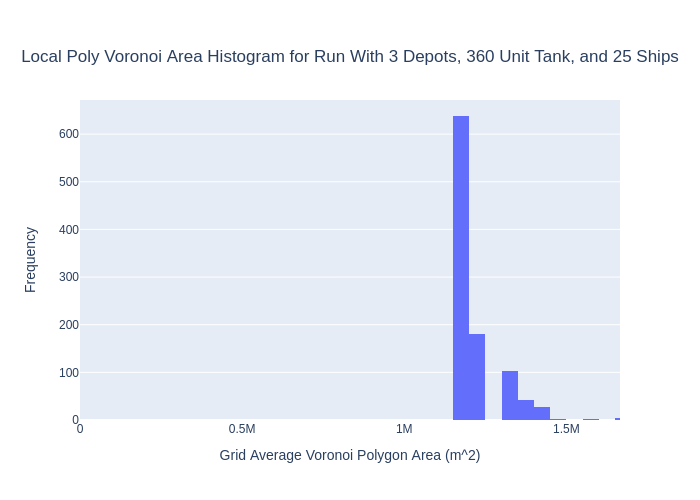 Local Poly Voronoi Area Histogram for Run With 3 Depots, 360 Unit Tank, and 25 Ships
600
500
400
300
200
100
0
Frequency
0 0.5M 1M 1.5M
Grid Average Voronoi Polygon Area (m^2)